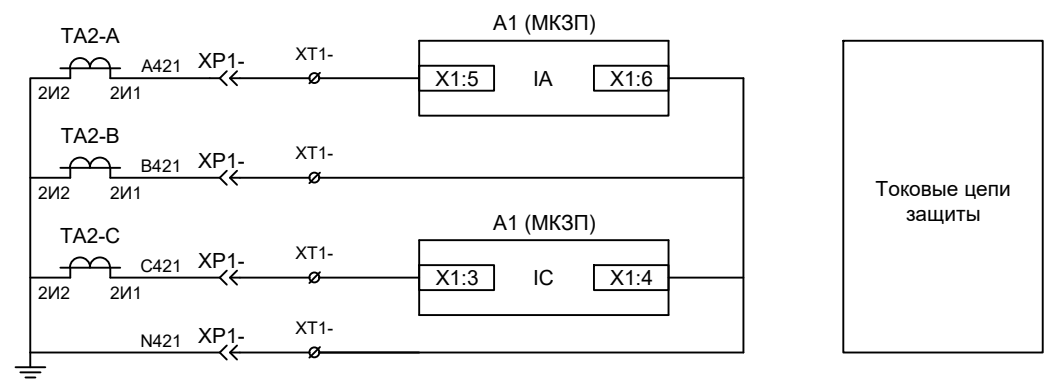 A1 (МКЗП)
TA2-A
A421
XP1-
XT1-
2И2
2И1
X1:5
IA
X1:6
TA2-B
B421
XP1-
XT1-
2И2
2И1
Токовые цепи
защиты
A1 (МКЗП)
TA2-C
C421
XP1-
XT1-
2И2
2И1
X1:3
IC
X1:4
N421
XP1-
XT1-